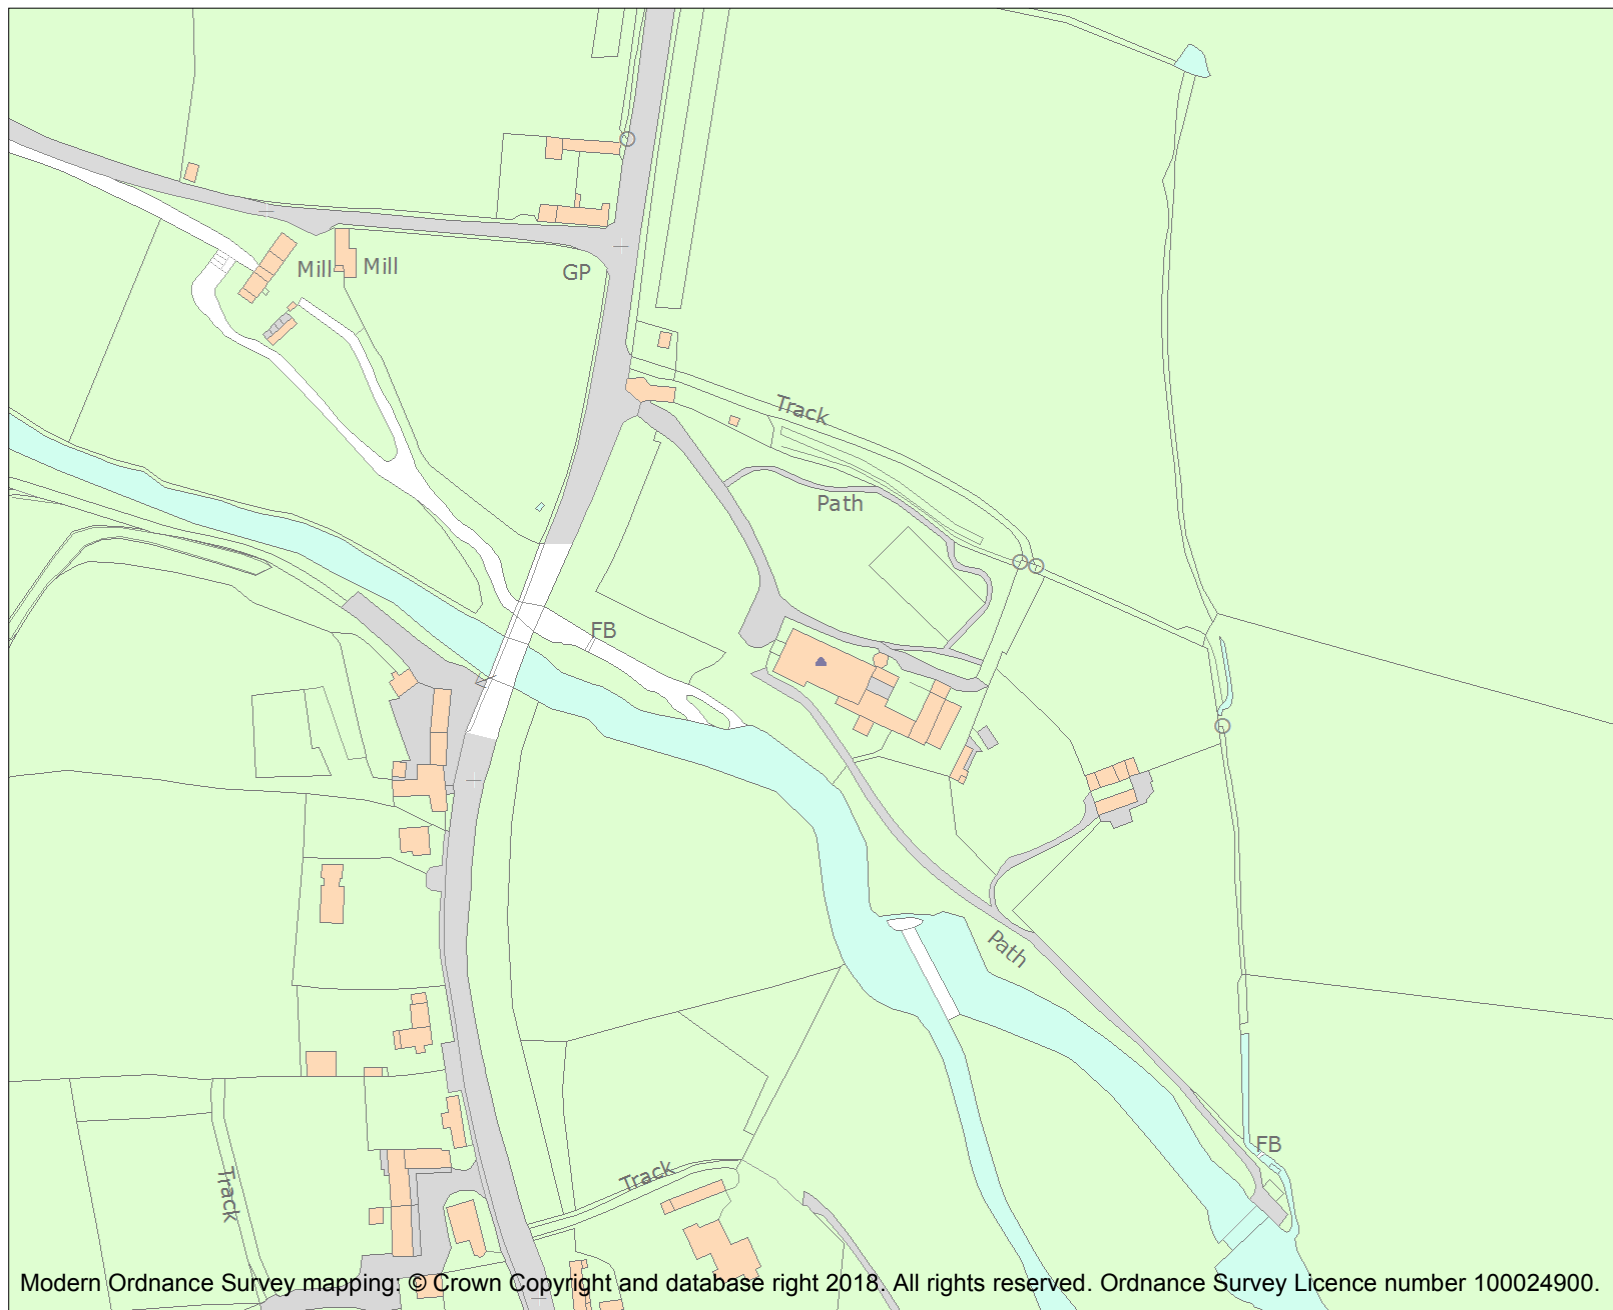 Mill
Mill
GP
Track
Path
FB
Path
FB
Track
Track
Modern Ordnance Survey mapping: © Crown Copyright and database right 2018. All rights reserved. Ordnance Survey Licence number 100024900.